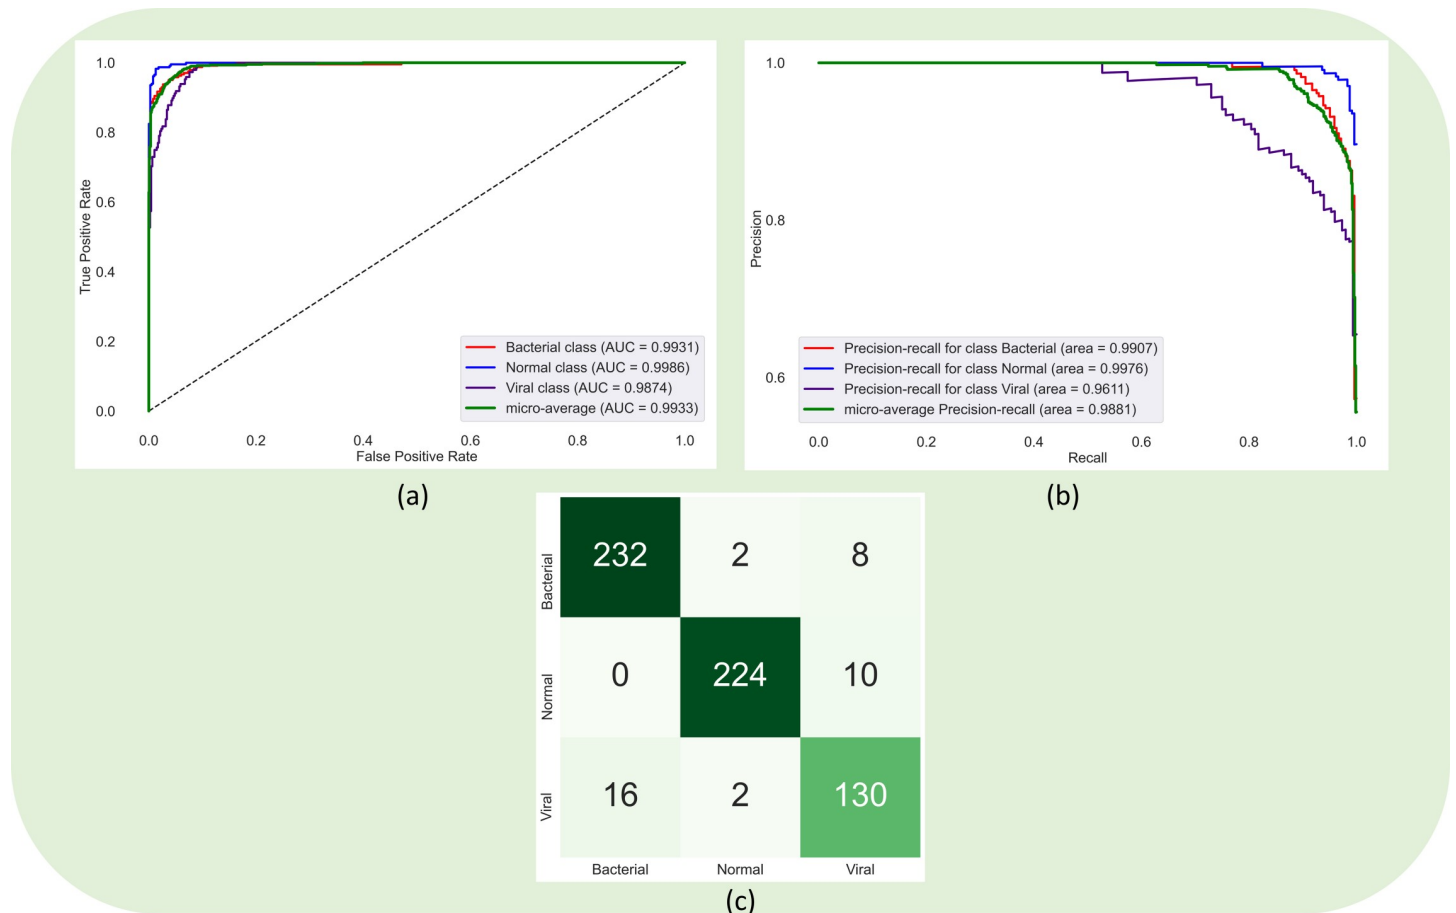 1.0
0.8
0.6
0.4
0.2
0.0
True Positive Rate
0.0 0.2 0.4 0.6 0.8 1.0
False Positive Rate
Bacterial class (AUC = 0.9931)
Normal class (AUC = 0.9986)
Viral class (AUC = 0.9874)
micro-average (AUC = 0.9933)
(a)
1.0
0.8
0.6
Precision
0.0 0.2 0.4 0.6 0.8 1.0
Recall
Precision-recall for class Bacterial (area = 0.9907)
Precision-recall for class Normal (area = 0.9976)
Precision-recall for class Viral (area = 0.9611)
micro-average Precision-recall (area = 0.9881)
(b)
Bacterial
232 2 8
Normal
0 224 10
Viral
16 2 130
Bacterial Normal Viral
(c)